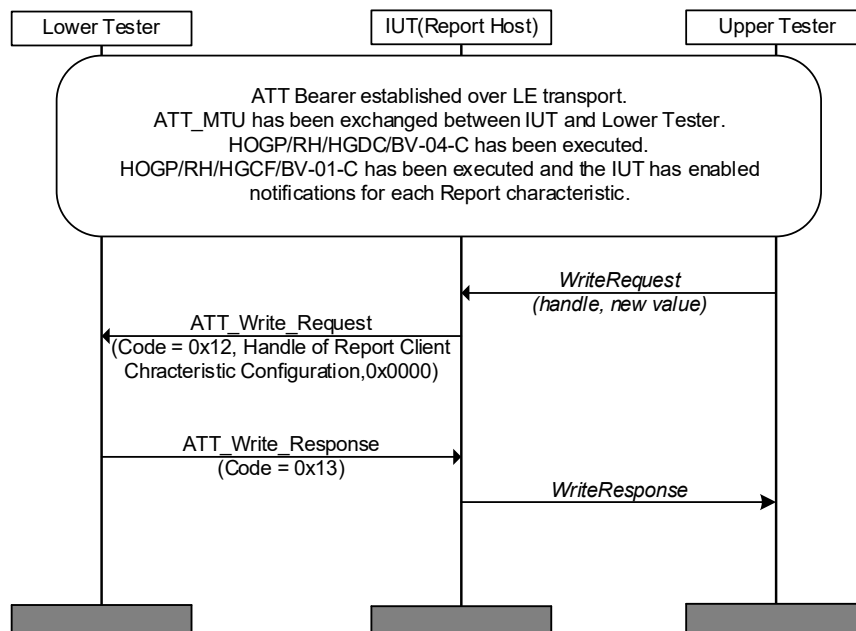 Lower Tester
IUT(Report Host)
Upper Tester
ATT Bearer established over LE transport.
ATT_MTU has been exchanged between IUT and Lower Tester.
HOGP/RH/HGDC/BV-04-C has been executed.
HOGP/RH/HGCF/BV-01-C has been executed and the IUT has enabled
notifications for each Report characteristic.
WriteRequest
(handle, new value)
ATT_Write_Request
(Code = 0x12, Handle of Report Client
Chracteristic Configuration,0x0000)
ATT_Write_Response
(Code = 0x13)
WriteResponse